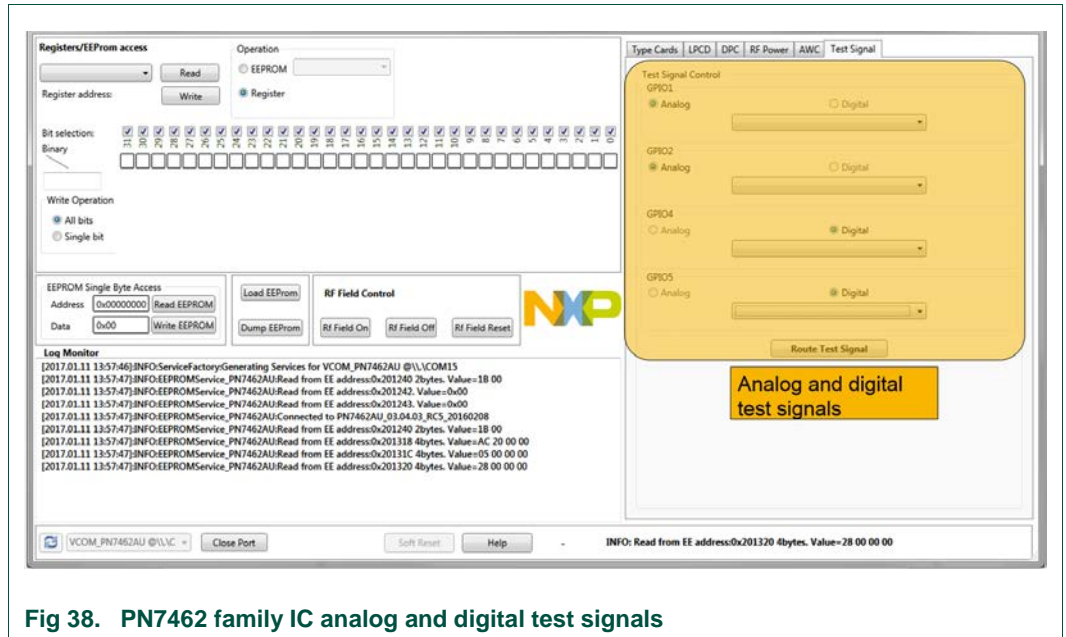 Registers/EEProm access
Operation
Read
EEPROM
Register address:
Write
Register
Bit selection:
31 30 29 28 27 26 25 24 23 22 21 20 19 18 17 16 15 14 13 12 11 10 9 8 7 6 5 4 3 2 1 0
Binary
Write Operation
All bits
Single bit
EEPROM Single Byte Access
Address 0x00000000 Read EEPROM
Data 0x00 Write EEPROM
Load EEProm
Dump EEProm
RF Field Control
Rf Field On Rf Field Off Rf Field Reset
NXP
Log Monitor
[2017.01.11 13:57:46]:INFO:ServiceFactory:Generating Services for VCOM_PN7462AU @\\.\COM15
[2017.01.11 13:57:47]:INFO:EEPROMService_PN7462AU:Read from EE address:0x201240 2bytes. Value=1B 00
[2017.01.11 13:57:47]:INFO:EEPROMService_PN7462AU:Read from EE address:0x201242. Value=0x00
[2017.01.11 13:57:47]:INFO:EEPROMService_PN7462AU:Read from EE address:0x201243. Value=0x00
[2017.01.11 13:57:47]:INFO:EEPROMService_PN7462AU:Connected to PN7462AU_03.04.03_RC5_20160208
[2017.01.11 13:57:47]:INFO:EEPROMService_PN7462AU:Read from EE address:0x201240 2bytes. Value=1B 00
[2017.01.11 13:57:47]:INFO:EEPROMService_PN7462AU:Read from EE address:0x201318 4bytes. Value=AC 20 00 00
[2017.01.11 13:57:47]:INFO:EEPROMService_PN7462AU:Read from EE address:0x20131C 4bytes. Value=05 00 00 00
[2017.01.11 13:57:47]:INFO:EEPROMService_PN7462AU:Read from EE address:0x201320 4bytes. Value=28 00 00 00
Type Cards LPCD DPC RF Power AWC Test Signal
Test Signal Control
GPIO1
Analog Digital
GPIO2
Analog Digital
GPIO4
Analog Digital
GPIO5
Analog Digital
Route Test Signal
Analog and digital
test signals
VCOM_PN7462AU @\\.\C Close Port Soft Reset Help - INFO: Read from EE address:0x201320 4bytes. Value=28 00 00 00
Fig 38. PN7462 family IC analog and digital test signals